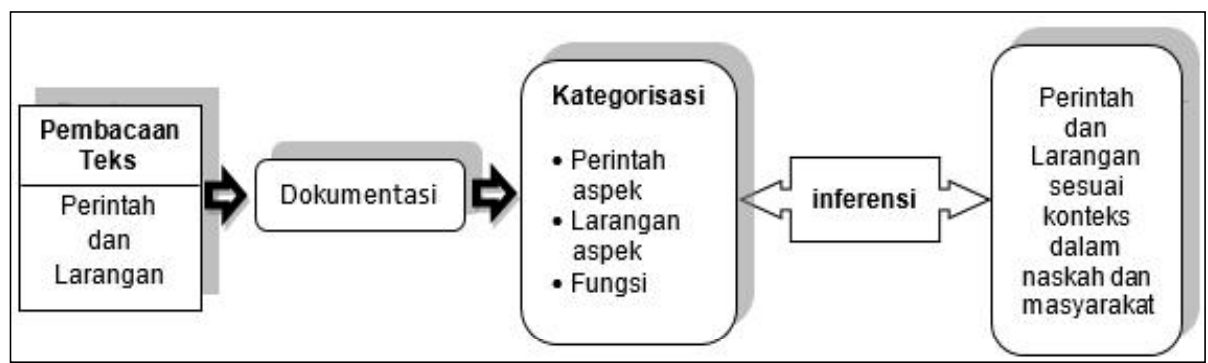 Pembacaan
Teks
Perintah
dan
Larangan
Dokumentasi
Kategorisasi
• Perintah
aspek
• Larangan
aspek
• Fungsi
inferensi
Perintah
dan
Larangan
sesuai
konteks
dalam
naskah dan
masyarakat